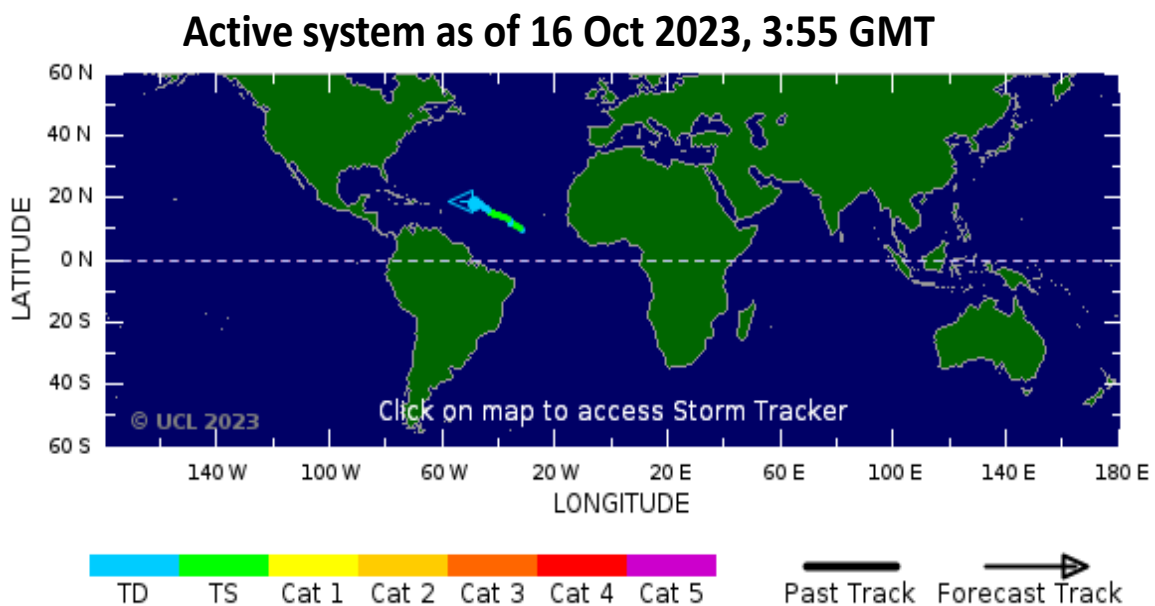 Active system as of 16 Oct 2023, 3:55 GMT
60 N
40 N
20 N
0 N
20 S
40 S
60 S
LATITUDE
© UCL 2023
Click on map to access Storm Tracker
140 W 100 W 60 W 20 W 20 E 60 E 100 E 140 E 180 E
LONGITUDE
TD TS Cat 1 Cat 2 Cat 3 Cat 4 Cat 5 Past Track Forecast Track